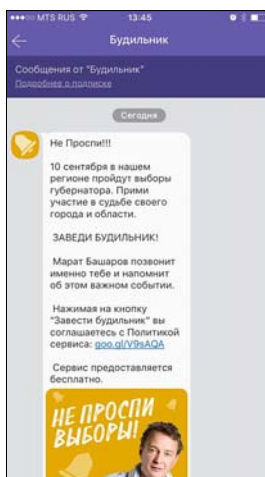 MTS RUS 13:45
Будильник
Сообщения от "Будильник"
Подробнее о подписке
Сегодня
Не Проспи!!!
10 сентября в нашем
регионе пройдут выборы
губернатора. Прими
участие в судьбе своего
города и области.
ЗАВЕДИ БУДИЛЬНИК!
Марат Башаров позвонит
именно тебе и напомнит
об этом важном событии.
Нажимая на кнопку
"Завести будильник" вы
соглашаетесь с Политикой
сервиса: goo.gl/V9sAQA
Сервис предоставляется
бесплатно.
НЕ ПРОСПИ
ВЫБОРЫ!